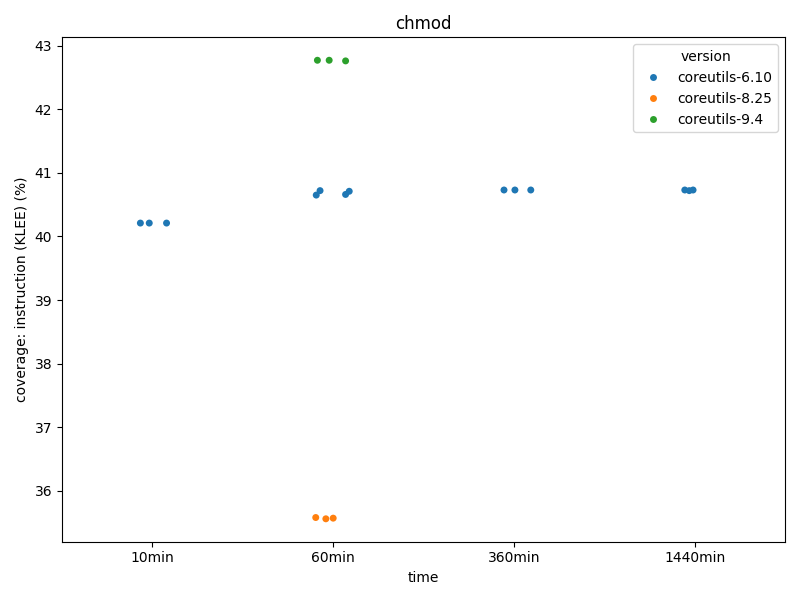 chmod
version
coreutils-6.10
coreutils-8.25
coreutils-9.4
coverage: instruction (KLEE) (%)
43
42
41
40
39
38
37
36
10min
60min
360min
1440min
time